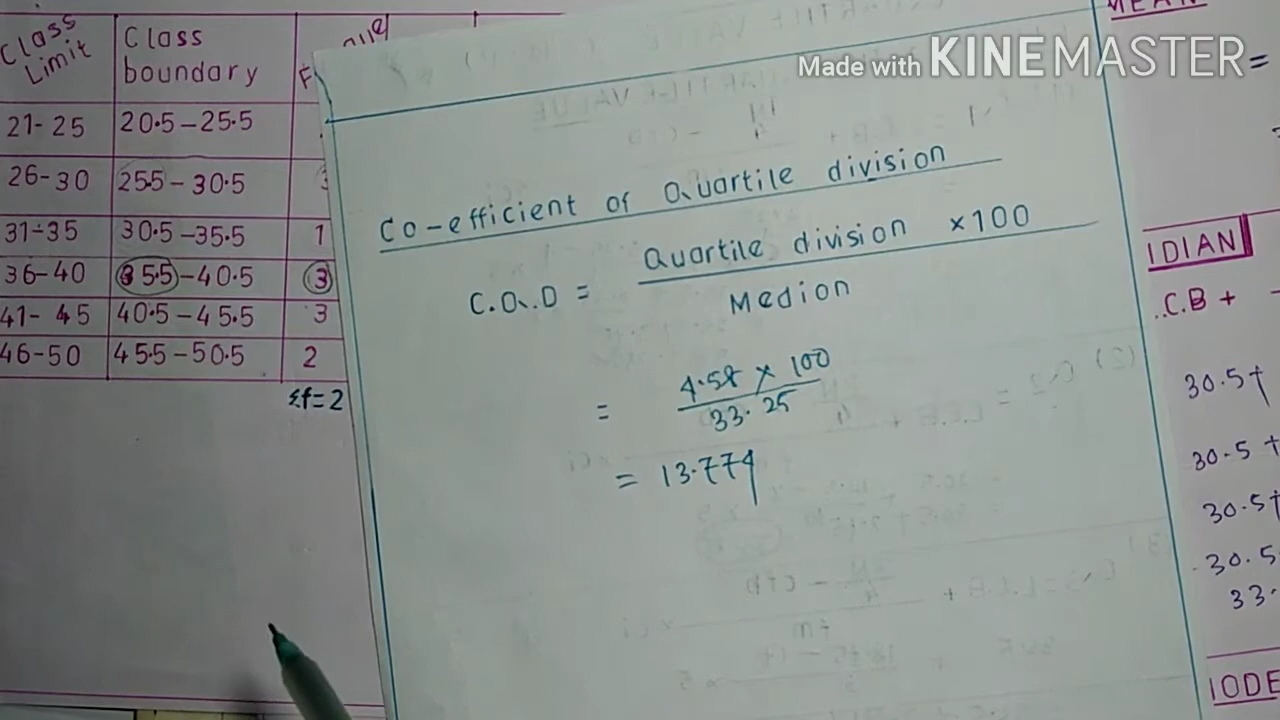 Class Limit
Class boundary
21-25 20.5-25.5
26-30 25.5-30.5
31-35 30.5-35.5 1
36-40 35.5-40.5 3
41-45 40.5-45.5 3
46-50 45.5-50.5 2
Σf=2
Made with KINEMASTER
Co-efficient of Quartile division
C.Q.D = Quartile division ×100
Median
= 4.58 × 100
33.25
= 13.774
MEAN
=
IDIAN
C.B +
30.5+
30.5+
30.5+
30.5
33.
IODE